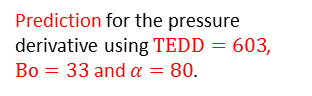 Prediction for the pressure
derivative using TEDD = 603,
Bo = 33 and α = 80.